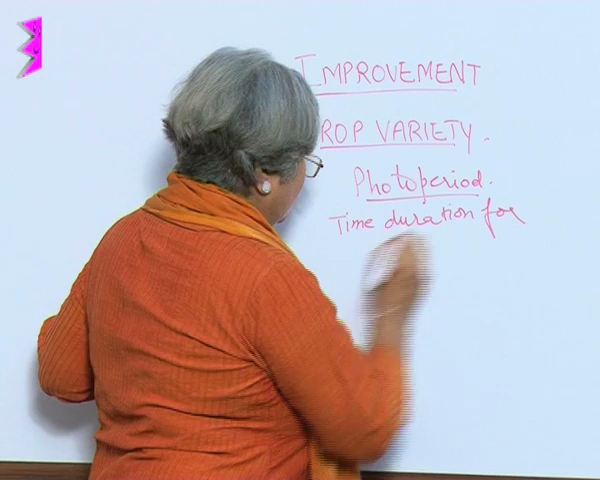 IMPROVEMENT
ROP VARIETY.
Photoperiod.
Time duration for